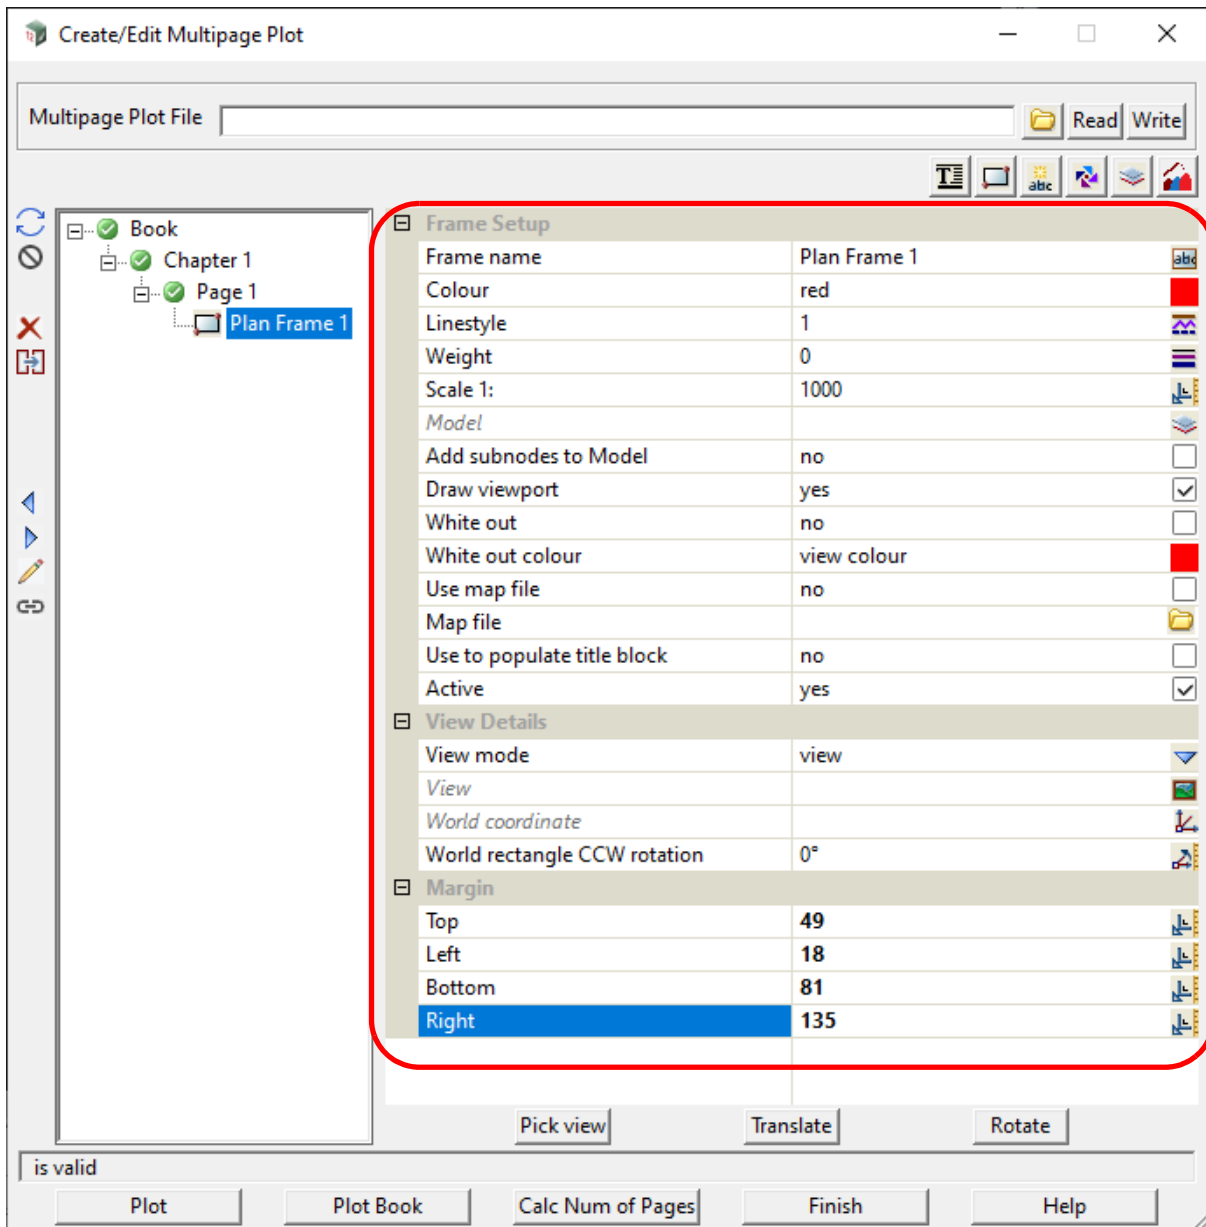 Create/Edit Multipage Plot
Multipage Plot File Read Write
Book
Chapter 1
Page 1
Plan Frame 1
Frame Setup
Frame name Plan Frame 1
Colour red
Linestyle 1
Weight 0
Scale 1: 1000
Model
Add subnodes to Model no
Draw viewport yes
White out no
White out colour view colour
Use map file no
Map file
Use to populate title block no
Active yes
View Details
View mode view
View
World coordinate
World rectangle CCW rotation 0°
Margin
Top 49
Left 18
Bottom 81
Right 135
Pick view Translate Rotate
is valid
Plot Plot Book Calc Num of Pages Finish Help